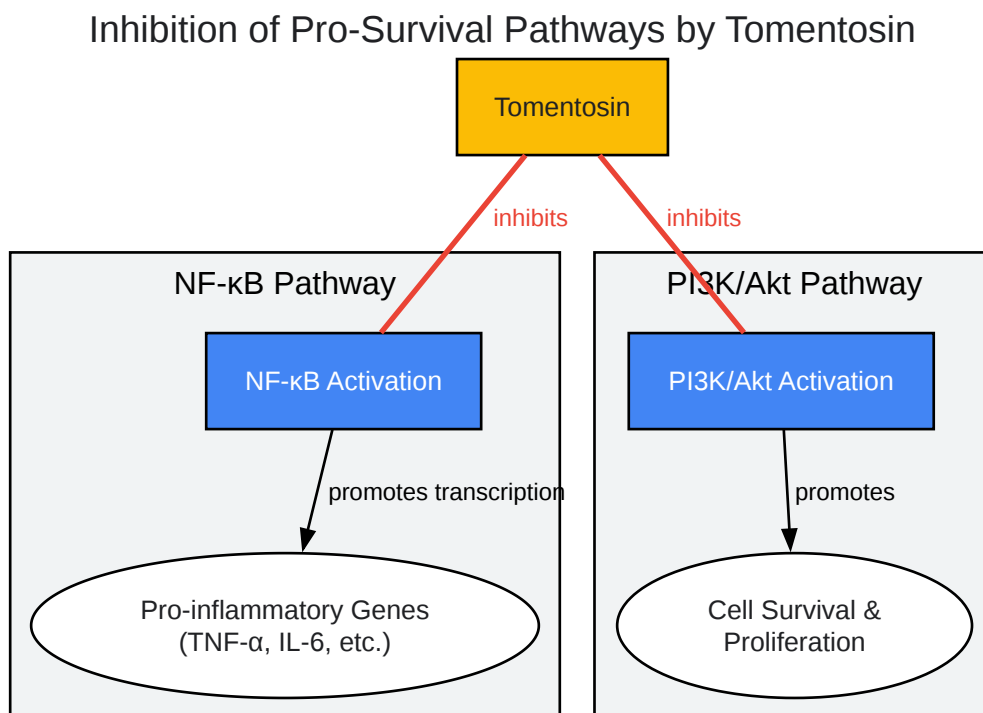 Inhibition of Pro-Survival Pathways by Tomentosin
Tomentosin
inhibits
inhibits
NF-κB Pathway
PI3K/Akt Pathway
NF-κB Activation
PI3K/Akt Activation
promotes transcription
promotes
Pro-inflammatory Genes
(TNF-α, IL-6, etc.)
Cell Survival &
Proliferation